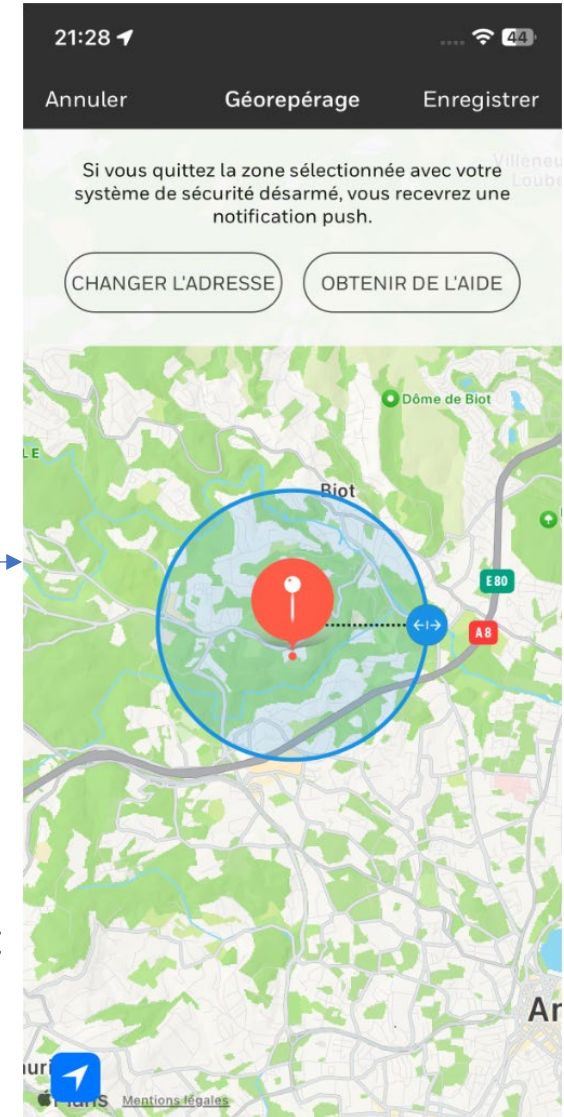 21:28
44
Annuler
Géorepérage
Enregistrer
Si vous quittez la zone sélectionnée avec votre
système de sécurité désarmé, vous recevrez une
notification push.
CHANGER L'ADRESSE
OBTENIR DE L'AIDE
Dôme de Biot
Biot
E 80
A8
Mentions légales